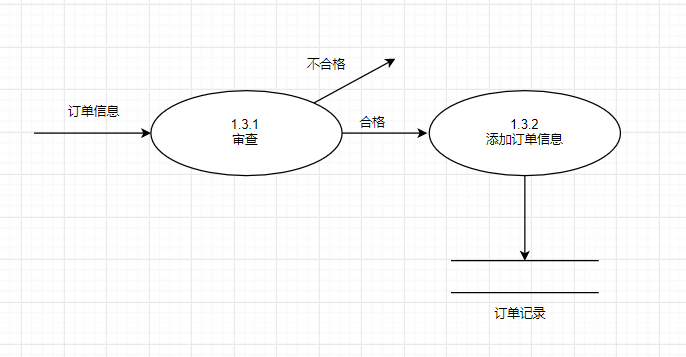 不合格
订单信息
1.3.1
审查
合格
1.3.2
添加订单信息
订单记录